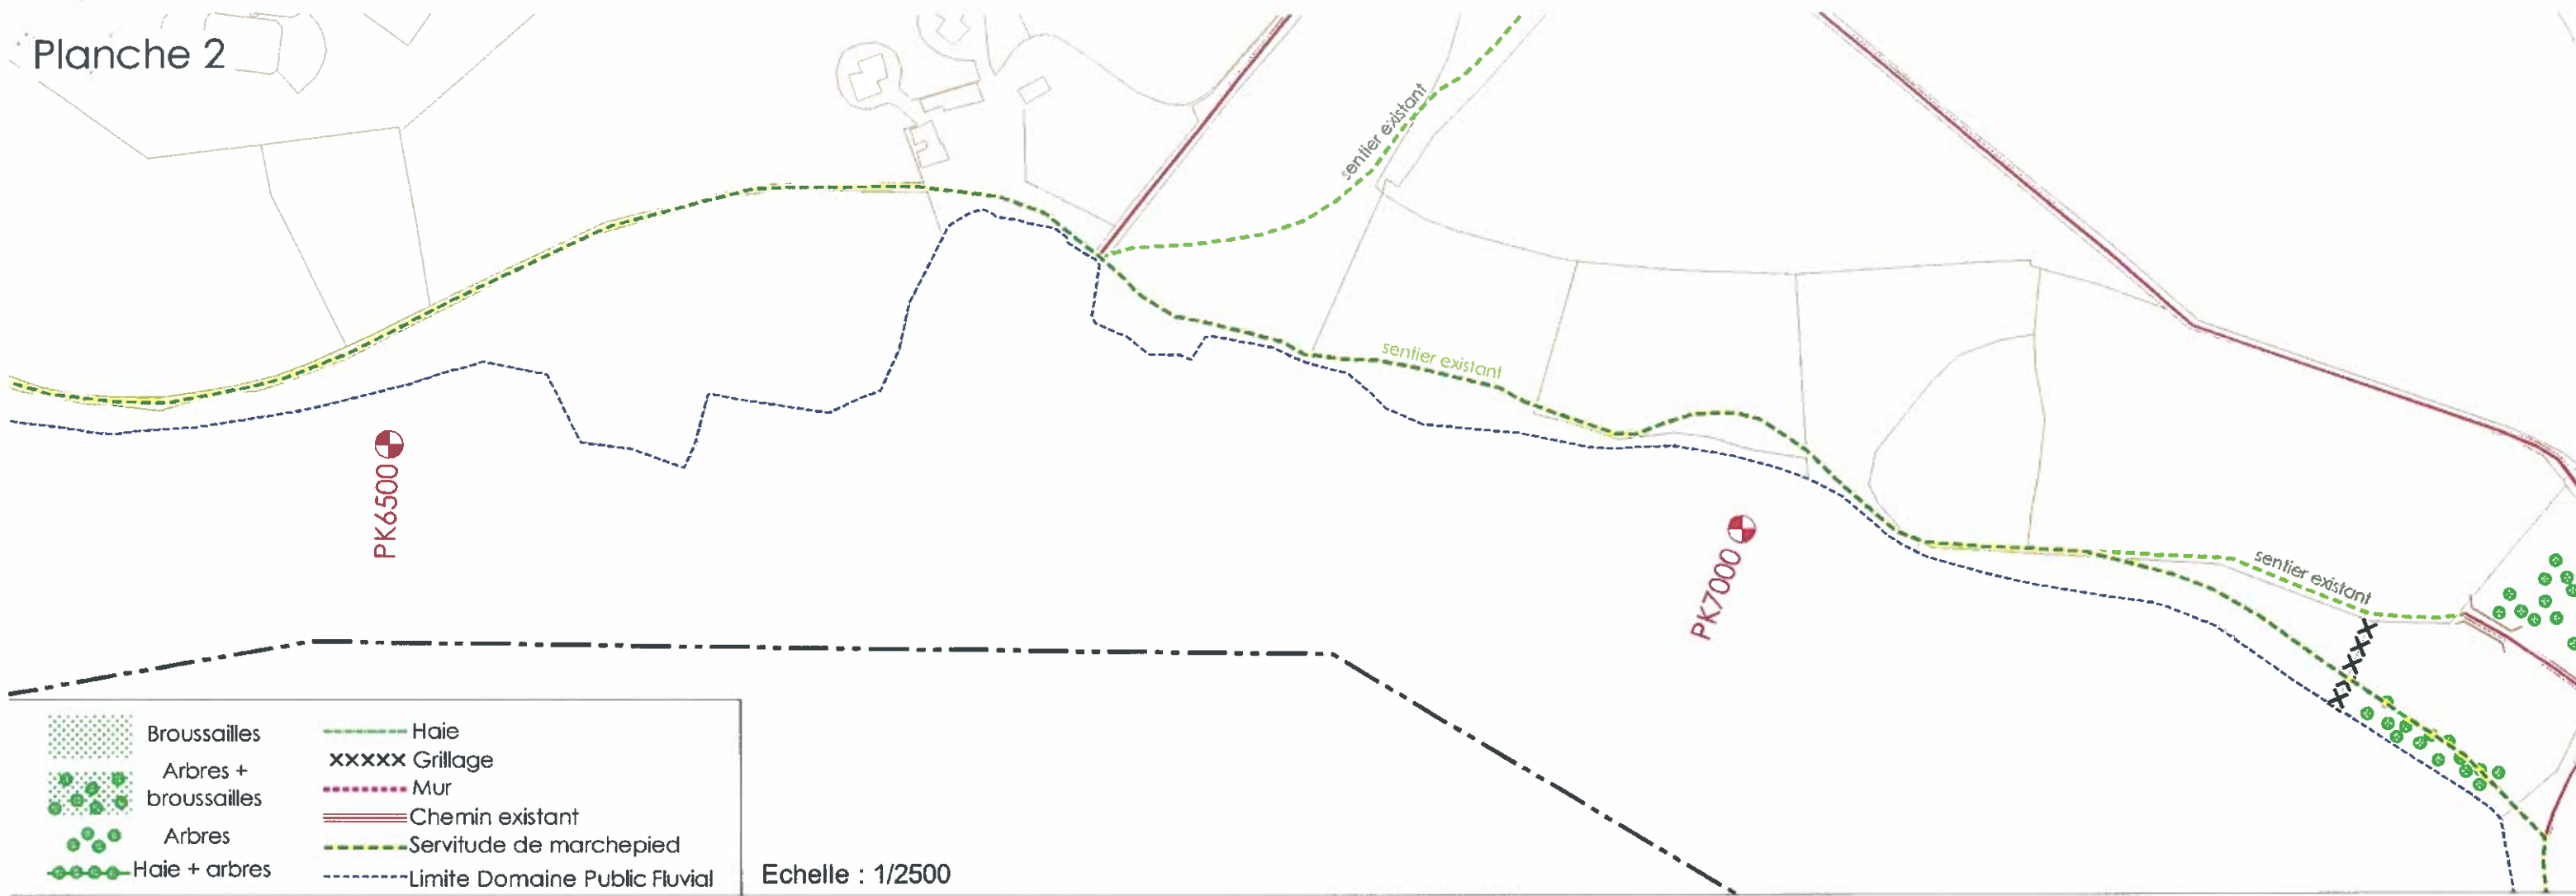 Planche 2
sentier existant
sentier existant
sentier existant
PK6500
PK7000
Broussailles
Arbres +
broussailles
Arbres
Haie + arbres
Haie
Grillage
Mur
Chemin existant
Servitude de marchepied
Limite Domaine Public Fluvial
Echelle : 1/2500